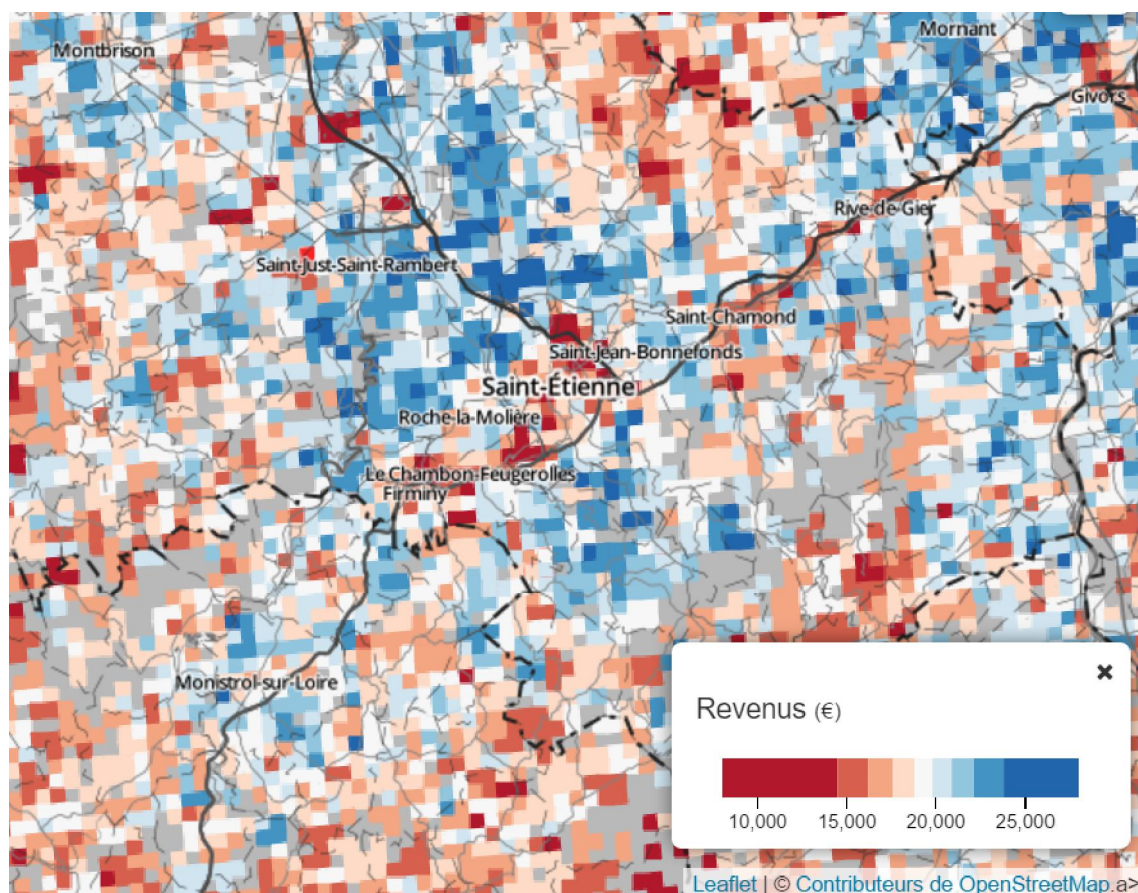 Mornant
Montbrison
Givors
Rive-de-Gier
Saint-Just-Saint-Rambert
Saint-Chamond
Saint-Jean-Bonnefonds
Saint-Étienne
Roche-la-Molière
Le Chambon-Feugerolles
Firminy
Monistrol-sur-Loire
×
Revenus (€)
10,000 15,000 20,000 25,000
Leaflet | © Contributeurs de OpenStreetMap.a>